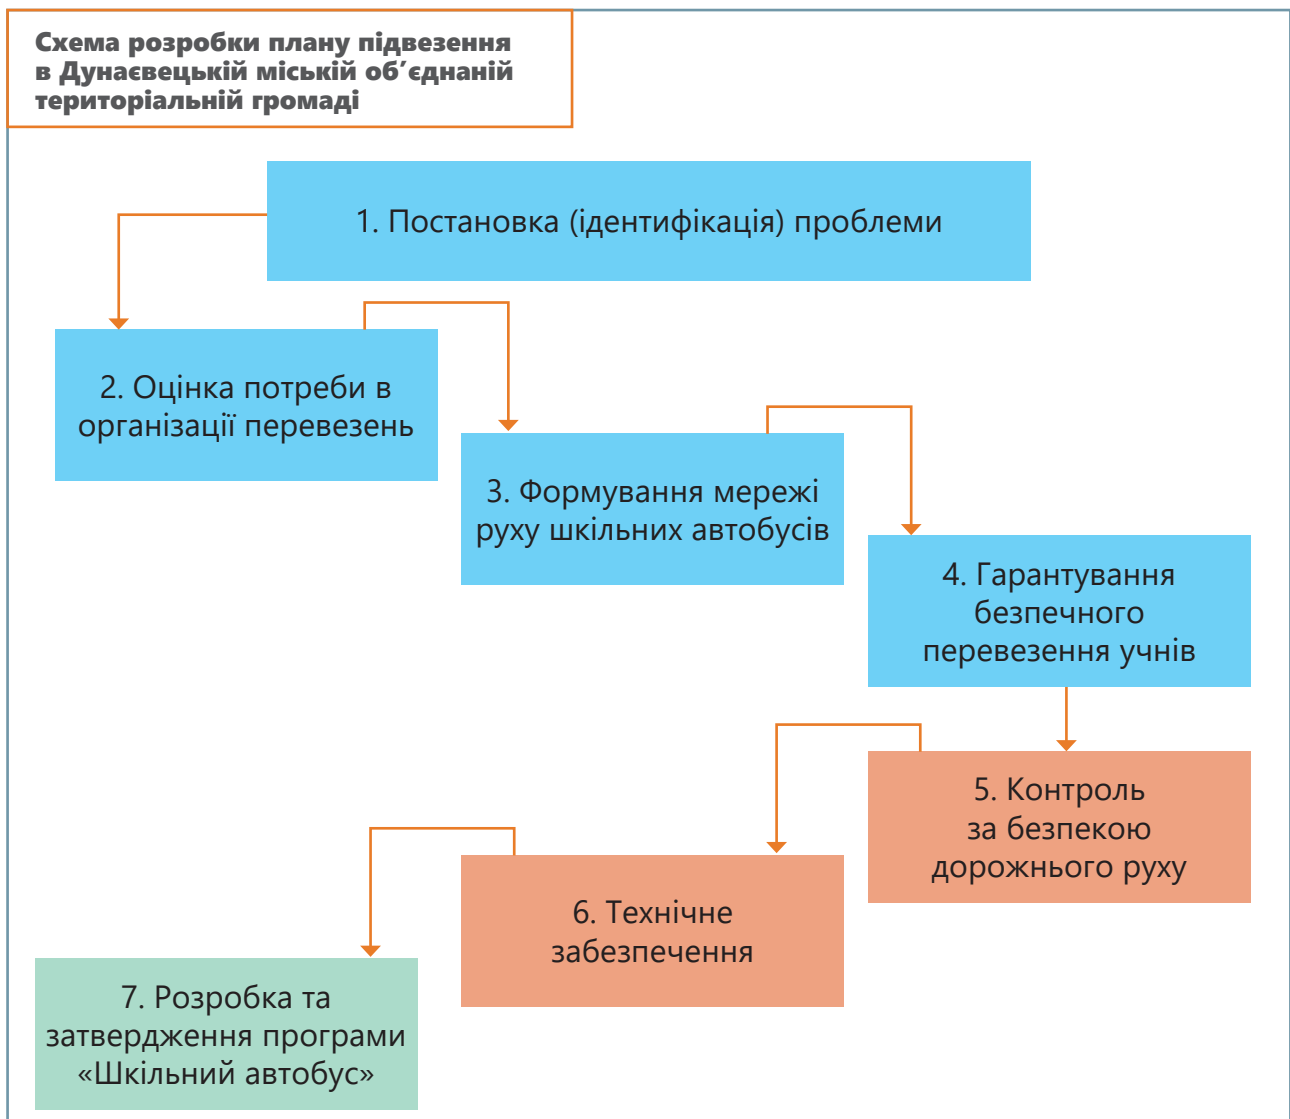 Схема розробки плану підвезення
в Дунаєвецькій міській об’єднаній
територіальній громаді
1. Постановка (ідентифікація) проблеми
2. Оцінка потреби в
організації перевезень
3. Формування мережі
руху шкільних автобусів
4. Гарантування
безпечного
перевезення учнів
5. Контроль
за безпекою
дорожнього руху
6. Технічне
забезпечення
7. Розробка та
затвердження програми
«Шкільний автобус»